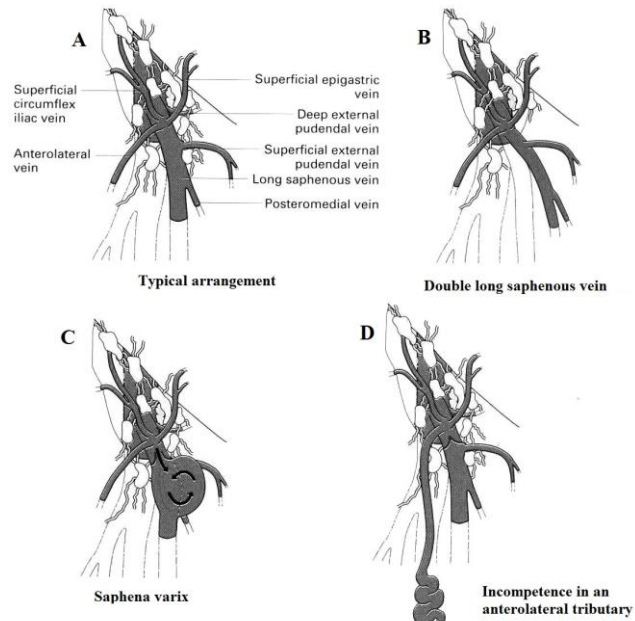 A
Superficial
circumflex
iliac vein
Anterolateral
vein
Superficial epigastric
vein
Deep external
pudendal vein
Superficial external
pudendal vein
Long saphenous vein
Posteromedial vein
Typical arrangement
B
Double long saphenous vein
C
Saphena varix
D
Incompetence in an
anterolateral tributary